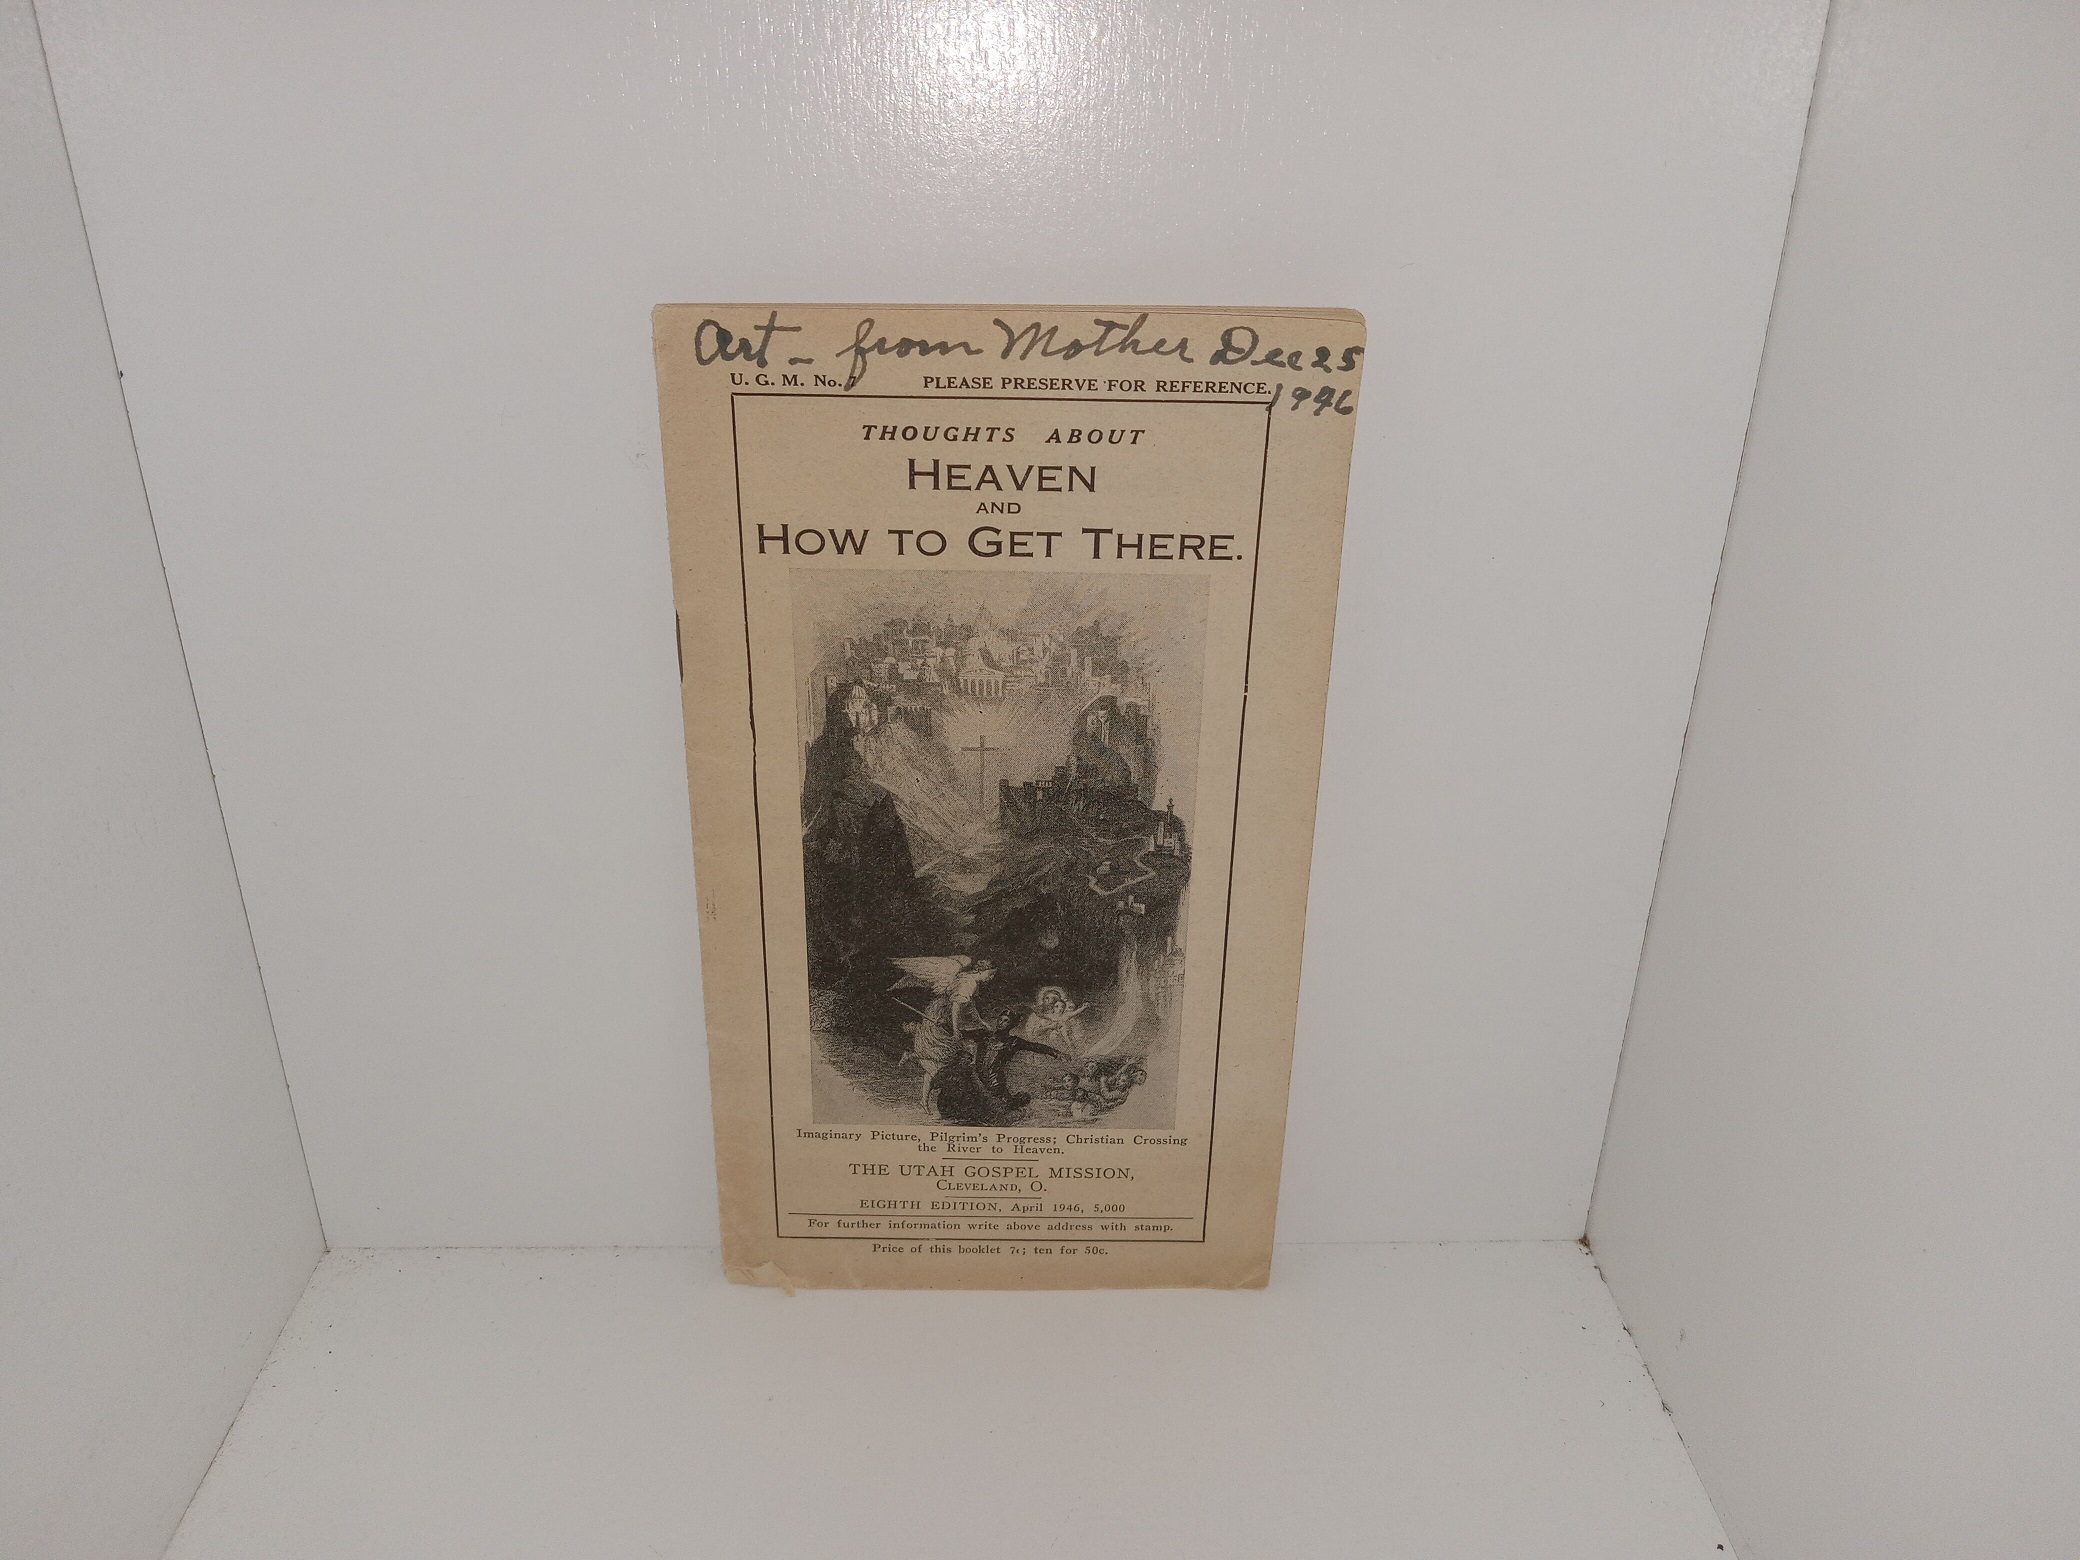 Art - from Mother Dec 25
1946
U. G. M. No. 7 PLEASE PRESERVE FOR REFERENCE.
THOUGHTS ABOUT
HEAVEN
AND
HOW TO GET THERE.
Imaginary Picture, Pilgrim's Progress; Christian Crossing
the River to Heaven.
THE UTAH GOSPEL MISSION,
CLEVELAND, O.
EIGHTH EDITION, April 1946, 5,000
For further information write above address with stamp.
Price of this booklet 7c; ten for 50c.